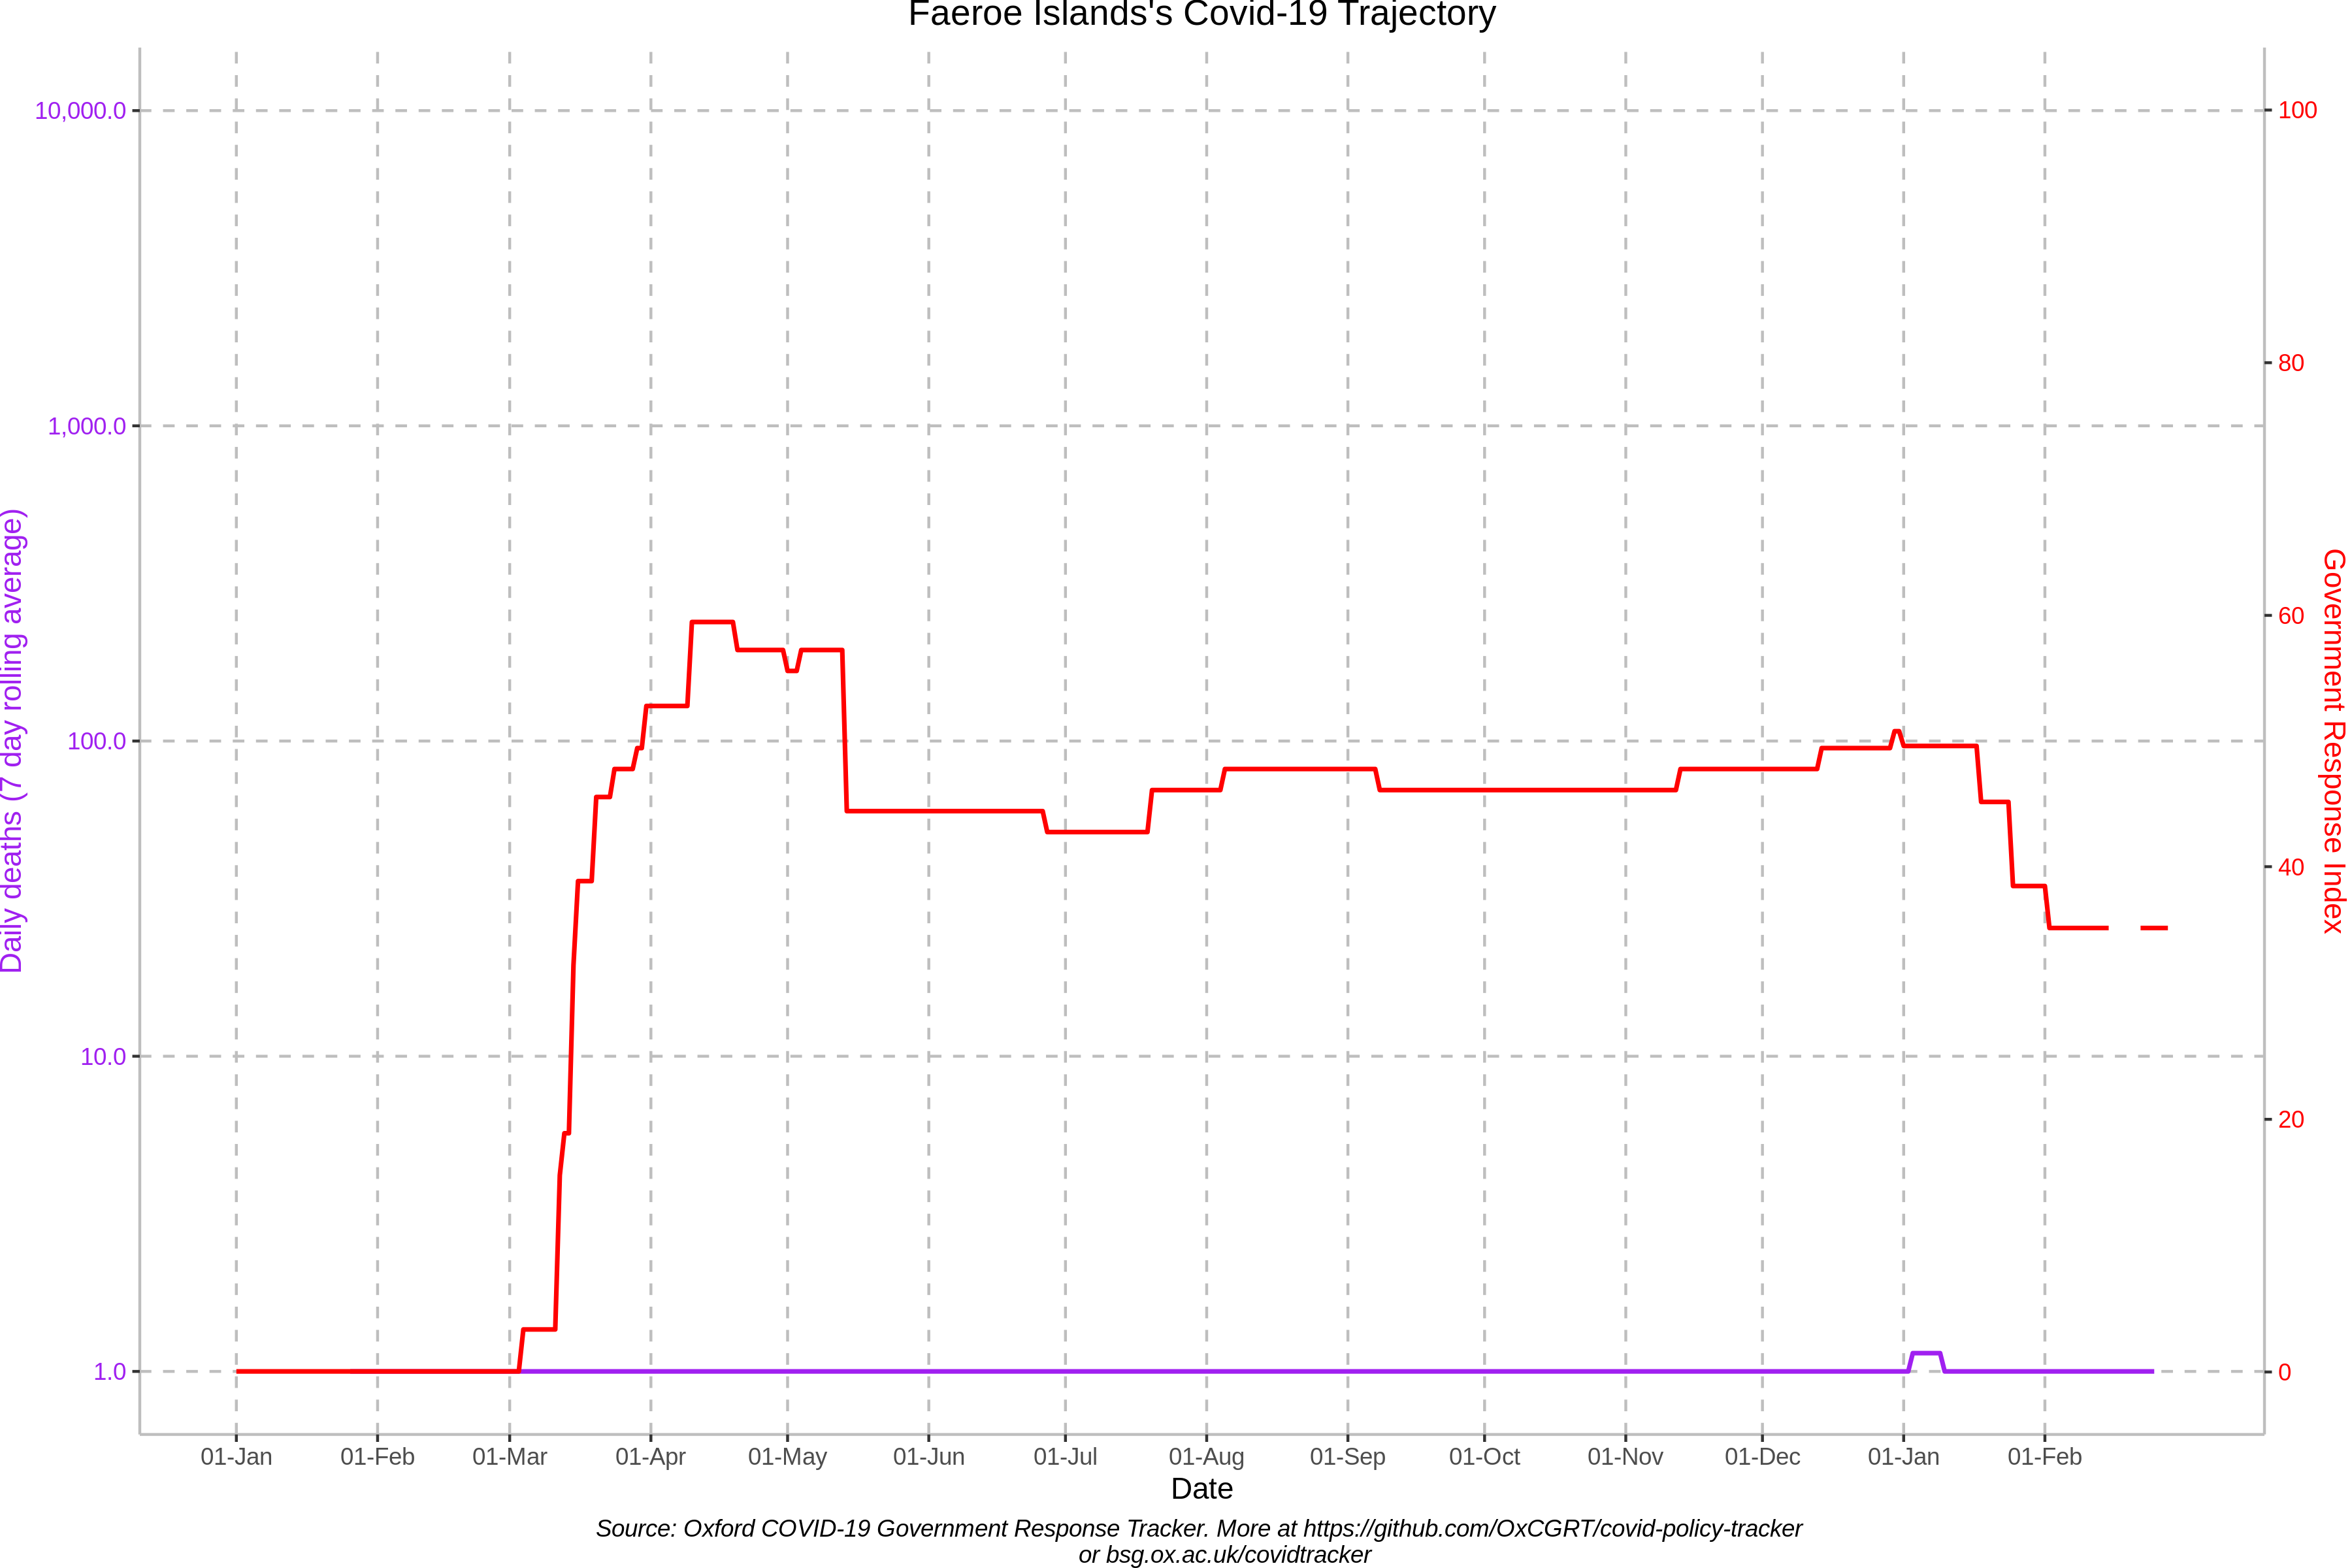 Faeroe Islands's Covid-19 Trajectory
10,000.0
1,000.0
100.0
10.0
1.0
Daily deaths (7 day rolling average)
100
80
60
40
20
0
Government Response Index
01-Jan 01-Feb 01-Mar 01-Apr 01-May 01-Jun 01-Jul 01-Aug 01-Sep 01-Oct 01-Nov 01-Dec 01-Jan 01-Feb
Date
Source: Oxford COVID-19 Government Response Tracker. More at https://github.com/OxCGRT/covid-policy-tracker
or bsg.ox.ac.uk/covidtracker